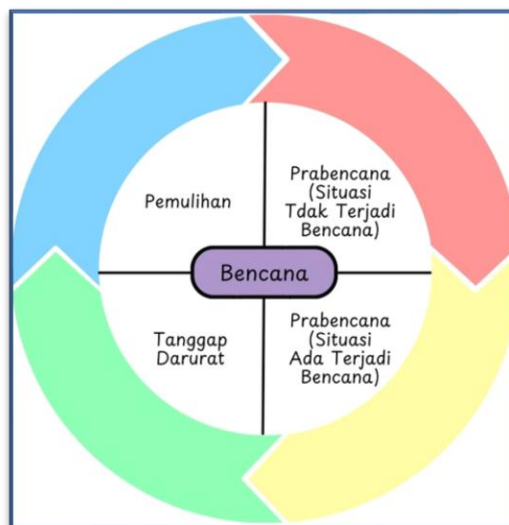 Pemulihan
Prabencana
(Situasi
Tdak Terjadi
Bencana)
Bencana
Tanggap
Darurat
Prabencana
(Situasi
Ada Terjadi
Bencana)